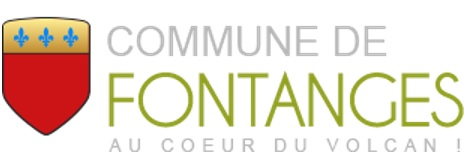 COMMUNE DE
FONTANGES
AU COEUR DU VOLCAN !